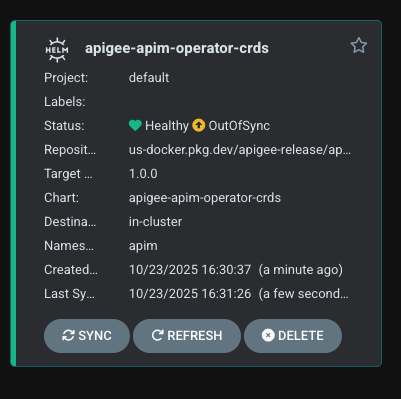 HELM
apigee-apim-operator-crds
Project: default
Labels:
Status: Healthy OutOfSync
Reposit... us-docker.pkg.dev/apigee-release/ap...
Target ... 1.0.0
Chart: apigee-apim-operator-crds
Destina... in-cluster
Names... apim
Created... 10/23/2025 16:30:37 (a minute ago)
Last Sy... 10/23/2025 16:31:26 (a few second...
SYNC REFRESH DELETE